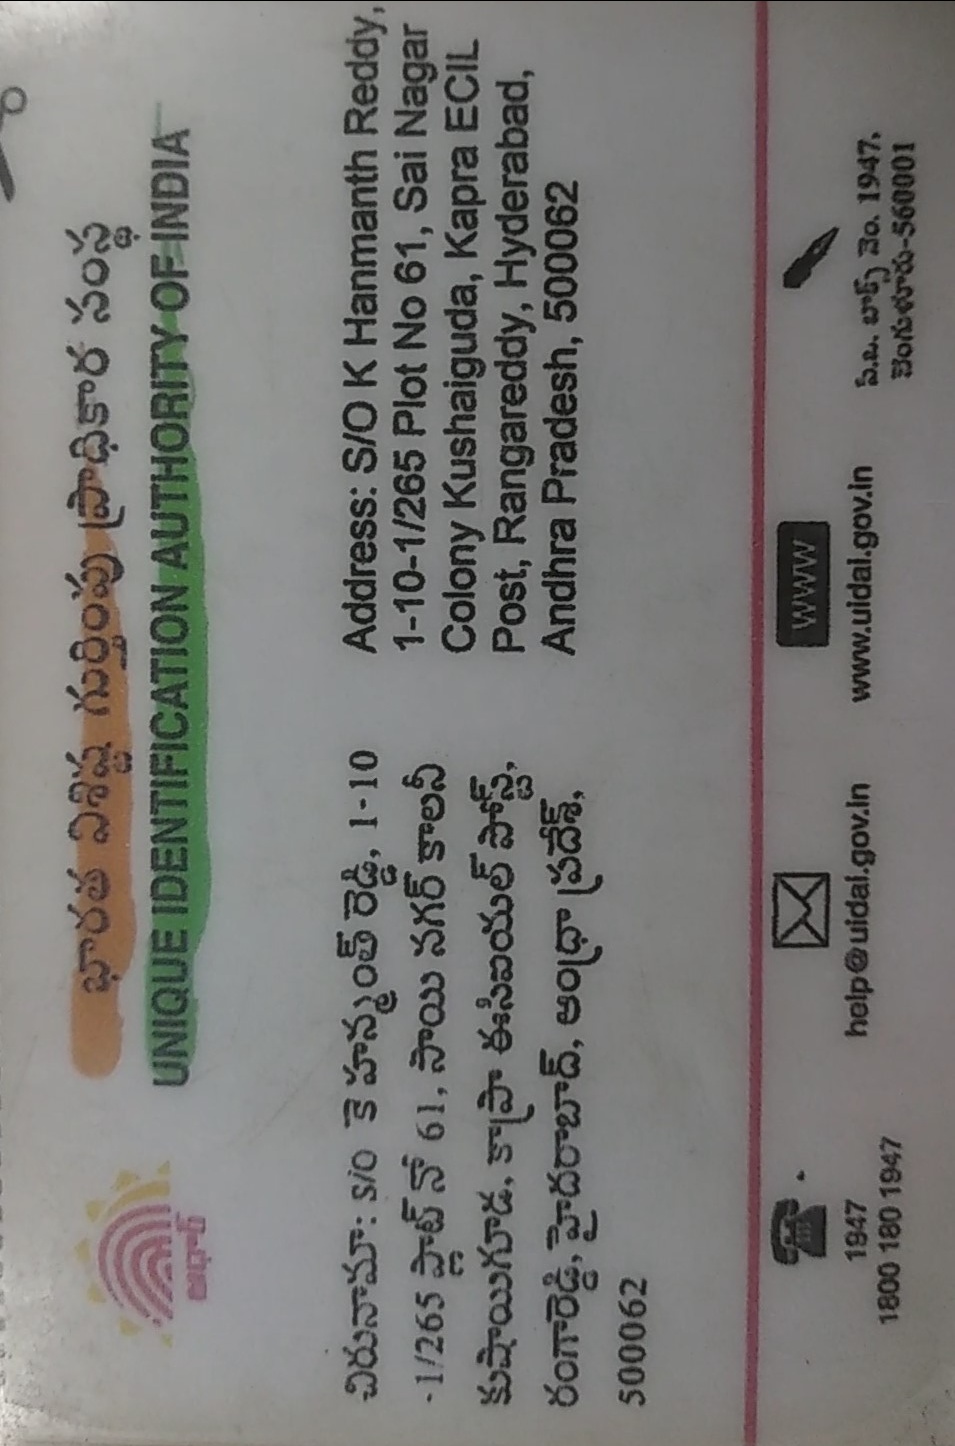 భారత విశిష్ట గుర్తింపు ప్రాధికార సంస్థ
UNIQUE IDENTIFICATION AUTHORITY OF INDIA
ఆధార్
చిరునామా: S/O కె హన్మంత్ రెడ్డి, 1-10
-1/265 ప్లాట్ నో 61, సాయి నగర్ కాలనీ
కుషాయిగూడ, కాప్రా ఈసిఐయల్ పోస్ట్,
రంగారెడ్డి, హైదరాబాద్, ఆంధ్రా ప్రదేశ్,
500062
Address: S/O K Hanmanth Reddy,
1-10-1/265 Plot No 61, Sai Nagar
Colony Kushaiguda, Kapra ECIL
Post, Rangareddy, Hyderabad,
Andhra Pradesh, 500062
1947
1800 180 1947
help@uidai.gov.in
WWW
www.uidai.gov.in
పి.బి. బాక్స్ నెం. 1947,
బెంగుళూరు-560001